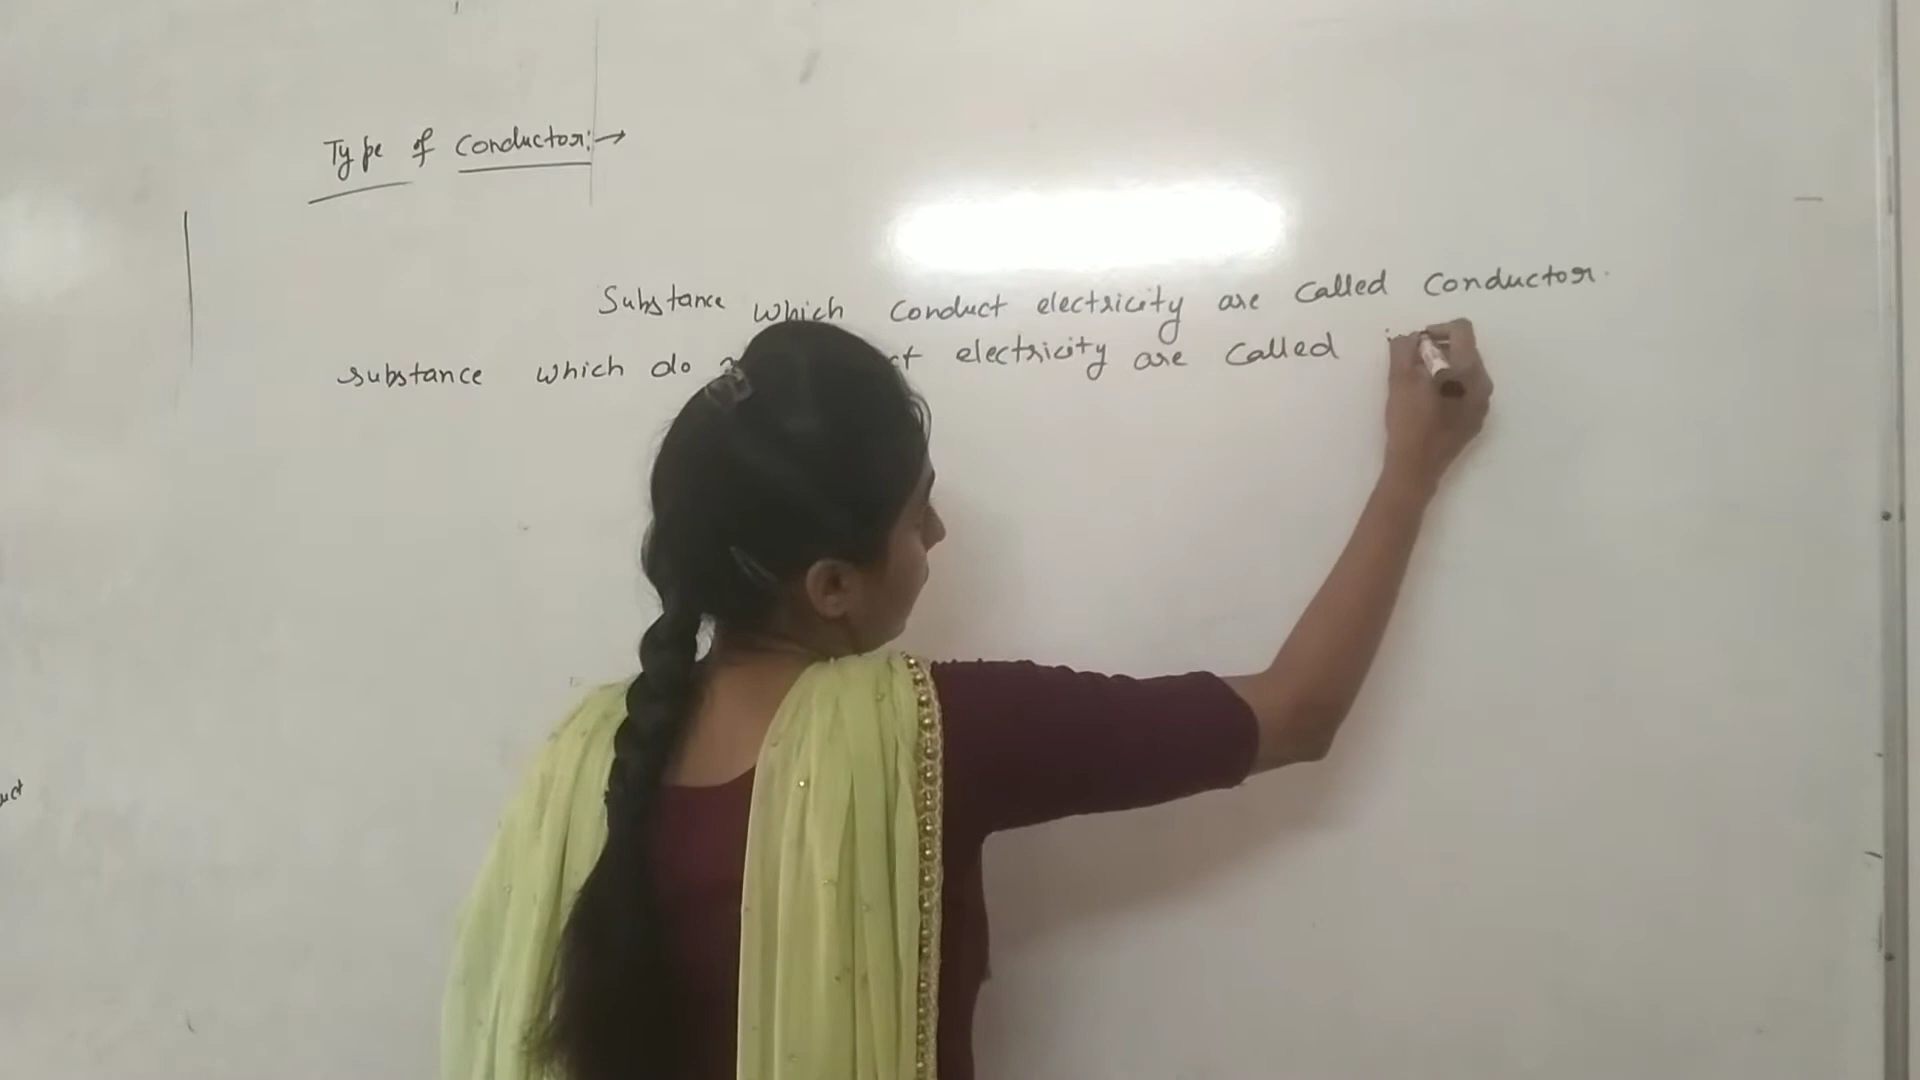 Type of Conductor:→
Substance which conduct electricity are called Conductor.
substance which do electricity are called